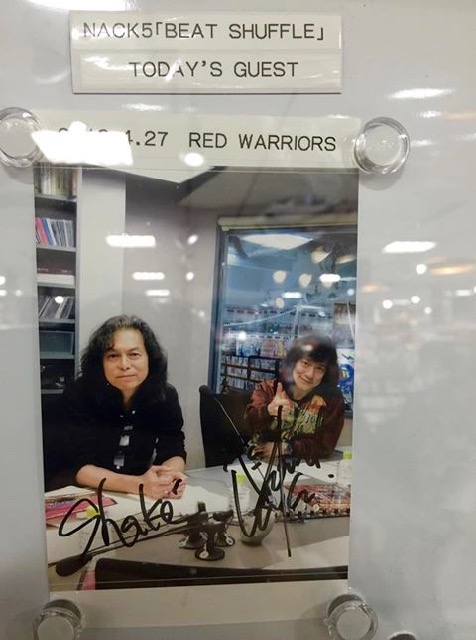 NACK5「BEAT SHUFFLE」
TODAY'S GUEST
4.27 RED WARRIORS
"Shake"